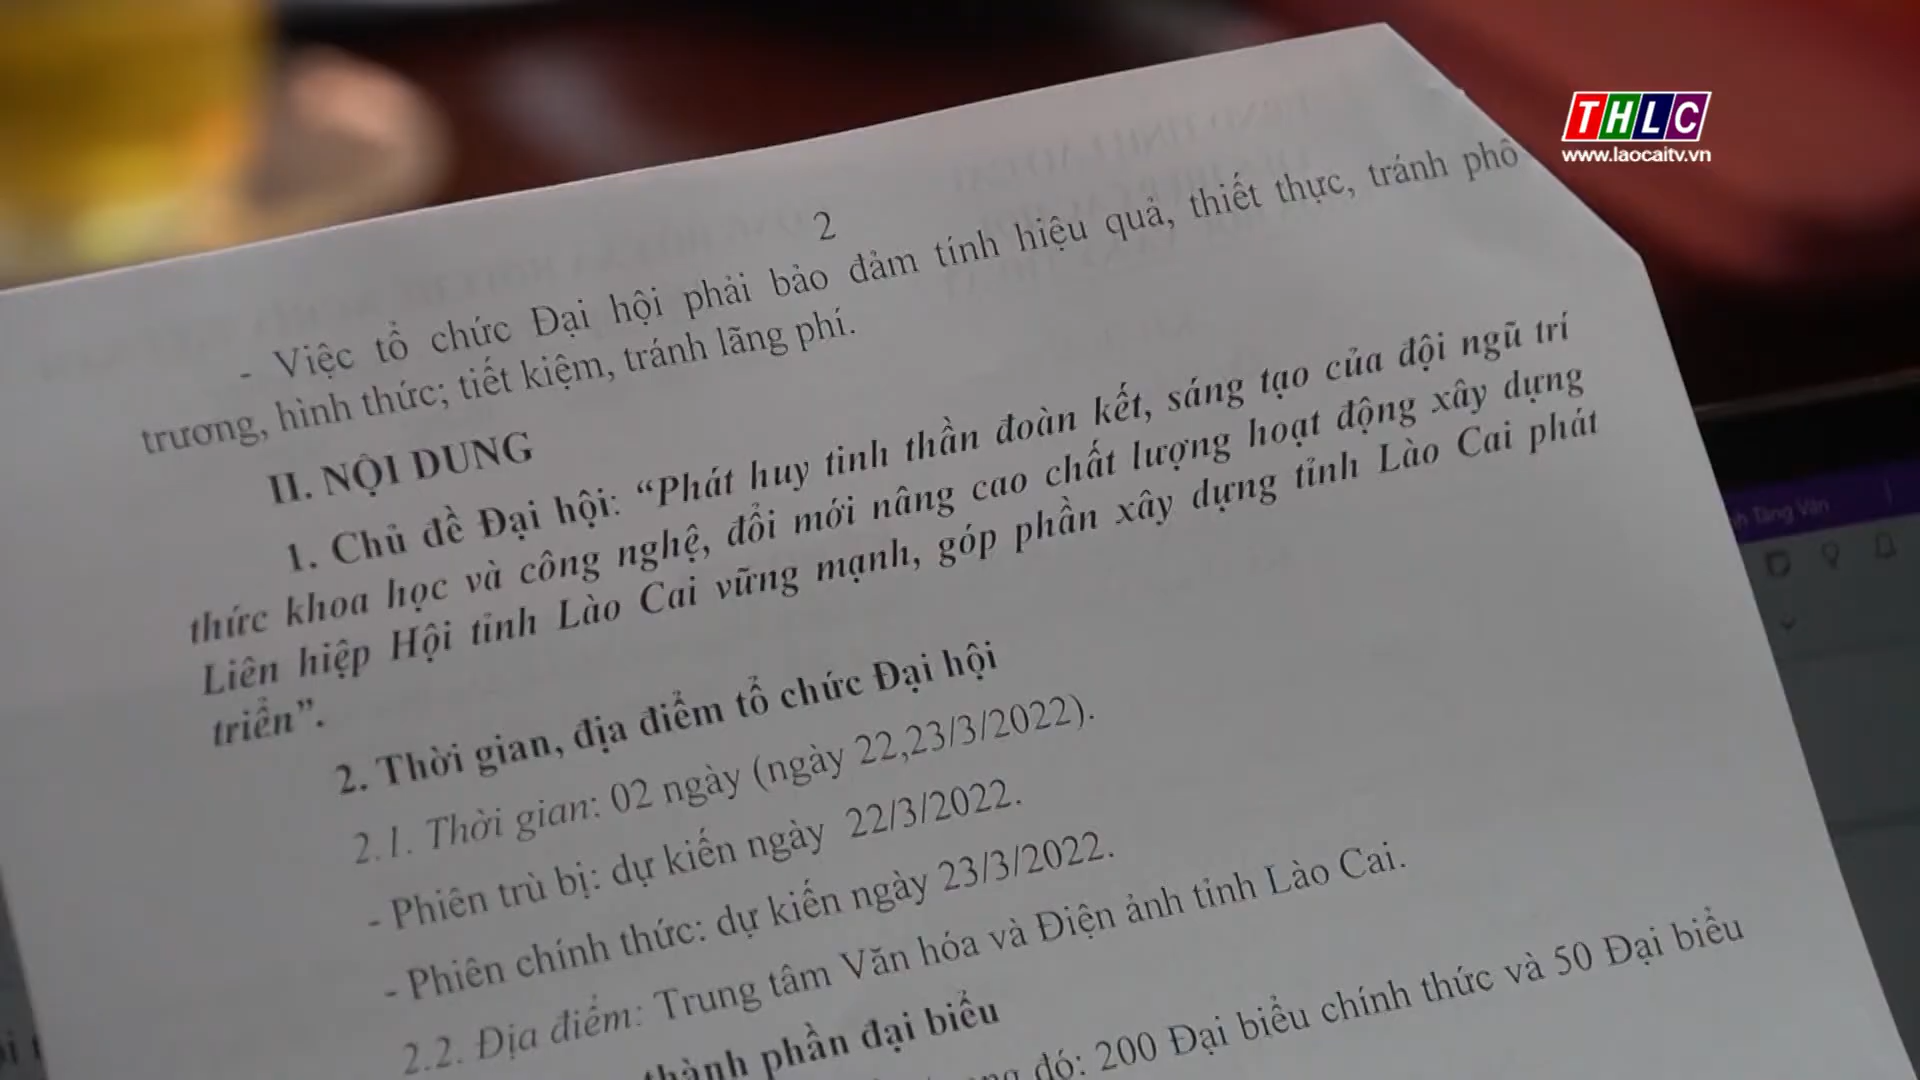 THLC
www.laocaitv.vn
2
- Việc tổ chức Đại hội phải bảo đảm tính hiệu quả, thiết thực, tránh phô
trương, hình thức; tiết kiệm, tránh lãng phí.
II. NỘI DUNG
1. Chủ đề Đại hội: “Phát huy tinh thần đoàn kết, sáng tạo của đội ngũ trí
thức khoa học và công nghệ, đổi mới nâng cao chất lượng hoạt động xây dựng
Liên hiệp Hội tỉnh Lào Cai vững mạnh, góp phần xây dựng tỉnh Lào Cai phát
triển”.
2. Thời gian, địa điểm tổ chức Đại hội
2.1. Thời gian: 02 ngày (ngày 22,23/3/2022).
- Phiên trù bị: dự kiến ngày 22/3/2022.
- Phiên chính thức: dự kiến ngày 23/3/2022.
2.2. Địa điểm: Trung tâm Văn hóa và Điện ảnh tỉnh Lào Cai.
thành phần đại biểu
đó: 200 Đại biểu chính thức và 50 Đại biểu
Tăng Văn